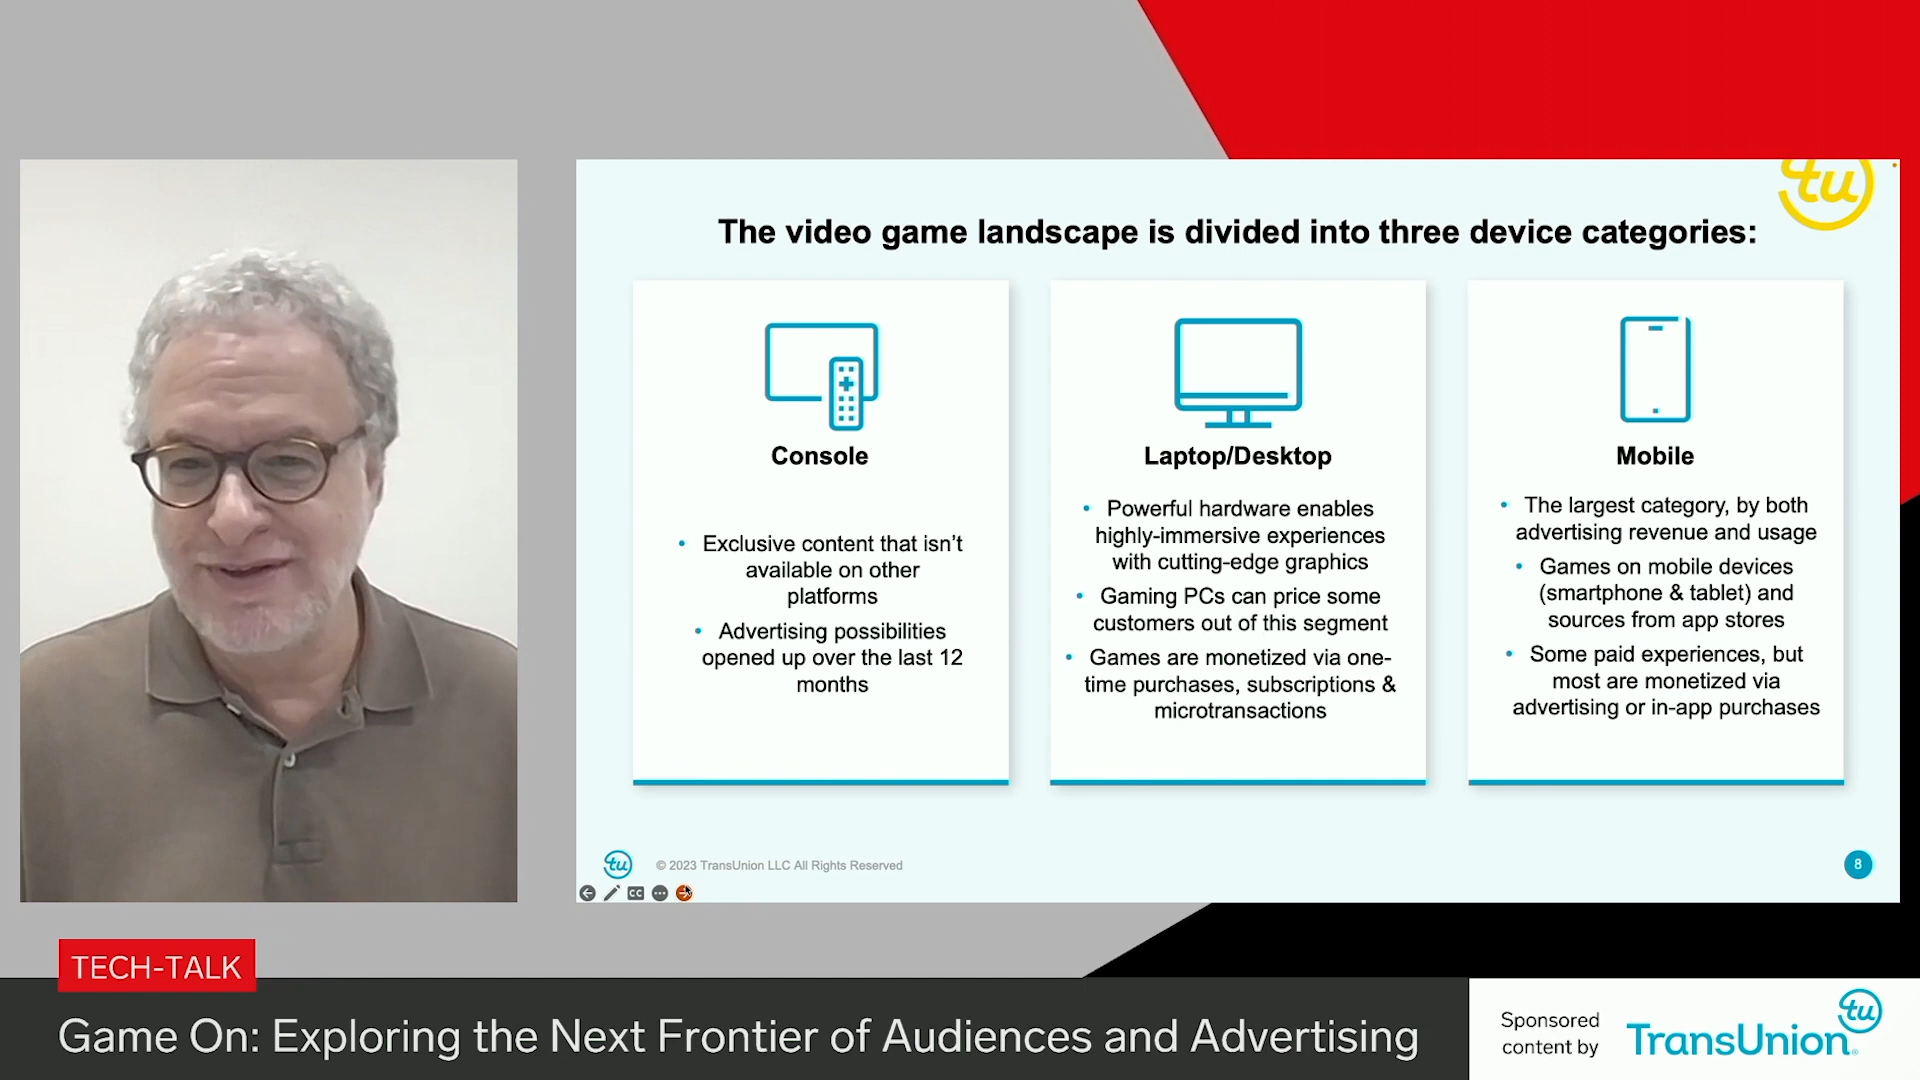 tu
The video game landscape is divided into three device categories:
Console
• Exclusive content that isn’t
available on other
platforms
• Advertising possibilities
opened up over the last 12
months
Laptop/Desktop
• Powerful hardware enables
highly-immersive experiences
with cutting-edge graphics
• Gaming PCs can price some
customers out of this segment
• Games are monetized via one-
time purchases, subscriptions &
microtransactions
Mobile
• The largest category, by both
advertising revenue and usage
• Games on mobile devices
(smartphone & tablet) and
sources from app stores
• Some paid experiences, but
most are monetized via
advertising or in-app purchases
tu
© 2023 TransUnion LLC All Rights Reserved
8
CC
TECH-TALK
Game On: Exploring the Next Frontier of Audiences and Advertising
Sponsored
content by
TransUnion®
tu